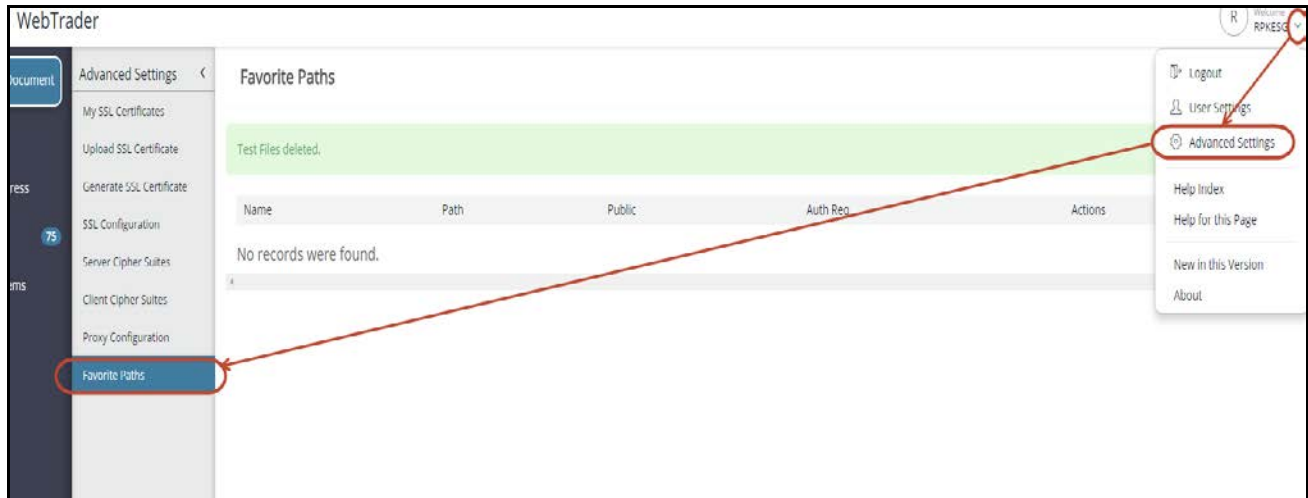 WebTrader
R
Welcome
RPKESG
Document
ress
75
ems
Advanced Settings
My SSL Certificates
Upload SSL Certificate
Generate SSL Certificate
SSL Configuration
Server Cipher Suites
Client Cipher Suites
Proxy Configuration
Favorite Paths
Favorite Paths
Test Files deleted.
Name Path Public Auth Req Actions
No records were found.
Logout
User Settings
Advanced Settings
Help Index
Help for this Page
New in this Version
About